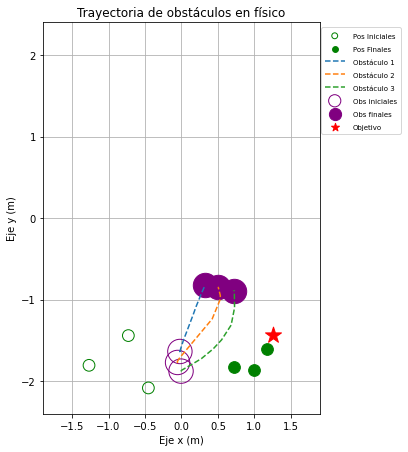 Trayectoria de obstáculos en físico
Pos Iniciales
Pos Finales
Obstáculo 1
Obstáculo 2
Obstáculo 3
Obs Iniciales
Obs finales
Objetivo
Eje y (m)
2
1
0
−1
−2
−1.5
−1.0
−0.5
0.0
0.5
1.0
1.5
Eje x (m)